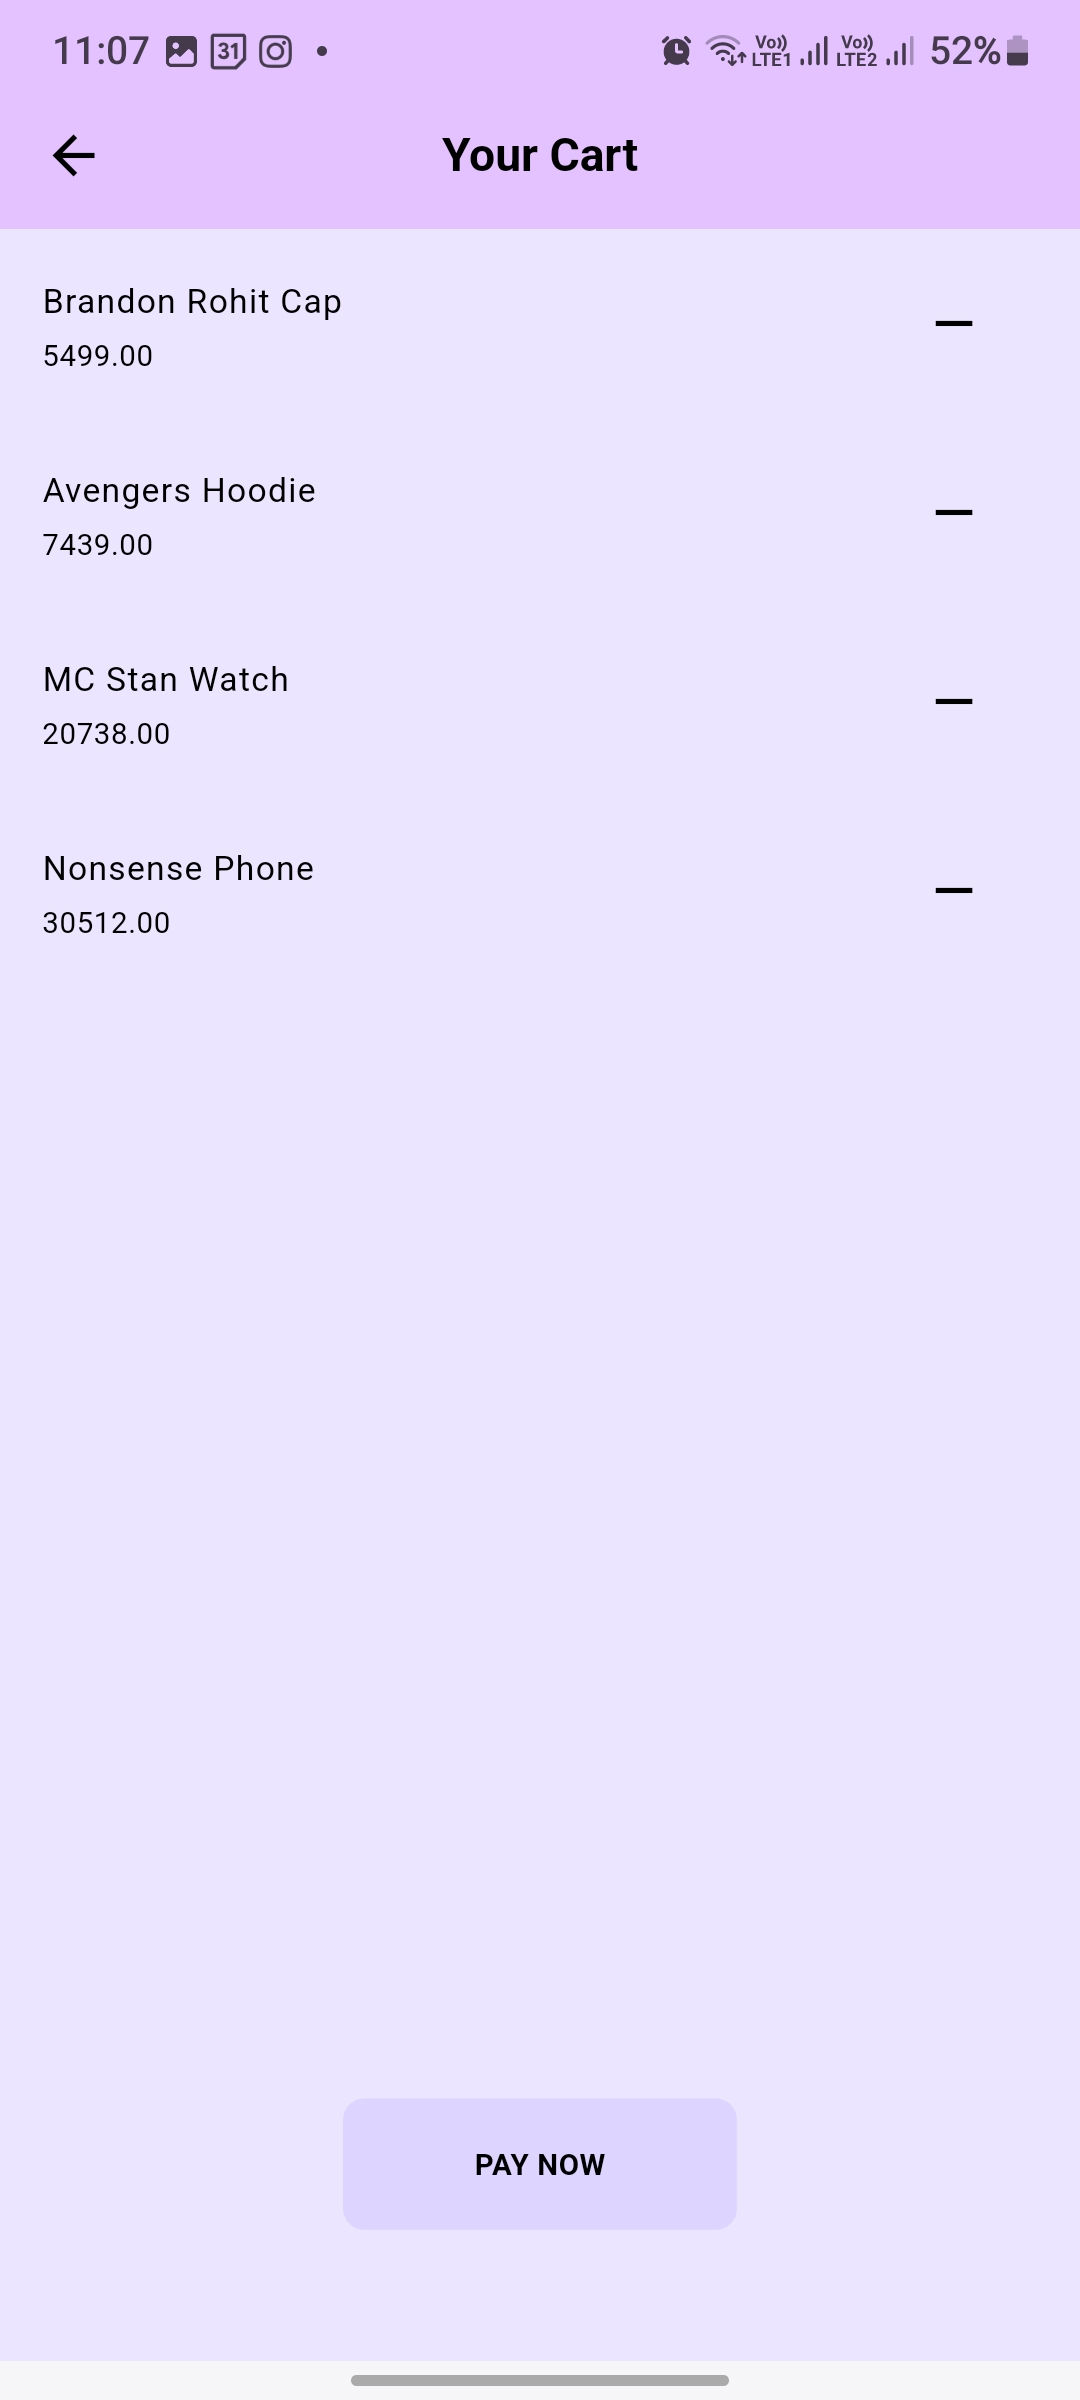 11:07 31 Vo)) LTE1 Vo)) LTE2 52%
Your Cart
Brandon Rohit Cap
5499.00
Avengers Hoodie
7439.00
MC Stan Watch
20738.00
Nonsense Phone
30512.00
PAY NOW